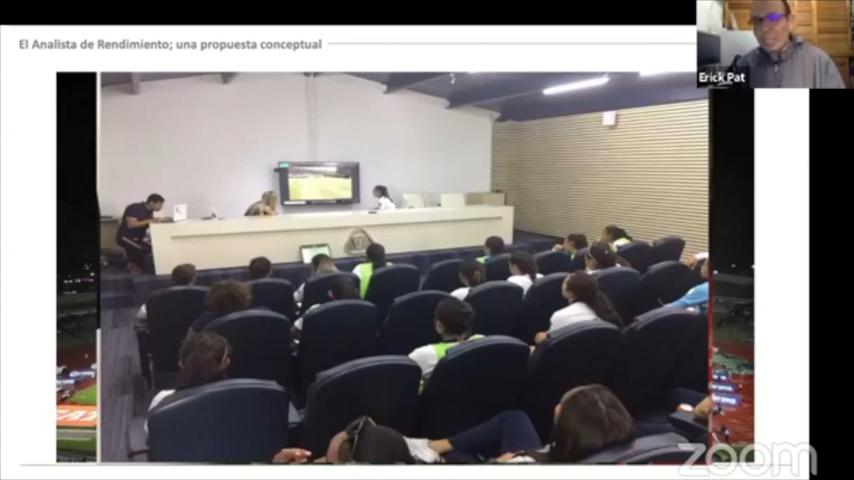 El Analista de Rendimiento; una propuesta conceptual
Erick Pat
zoom